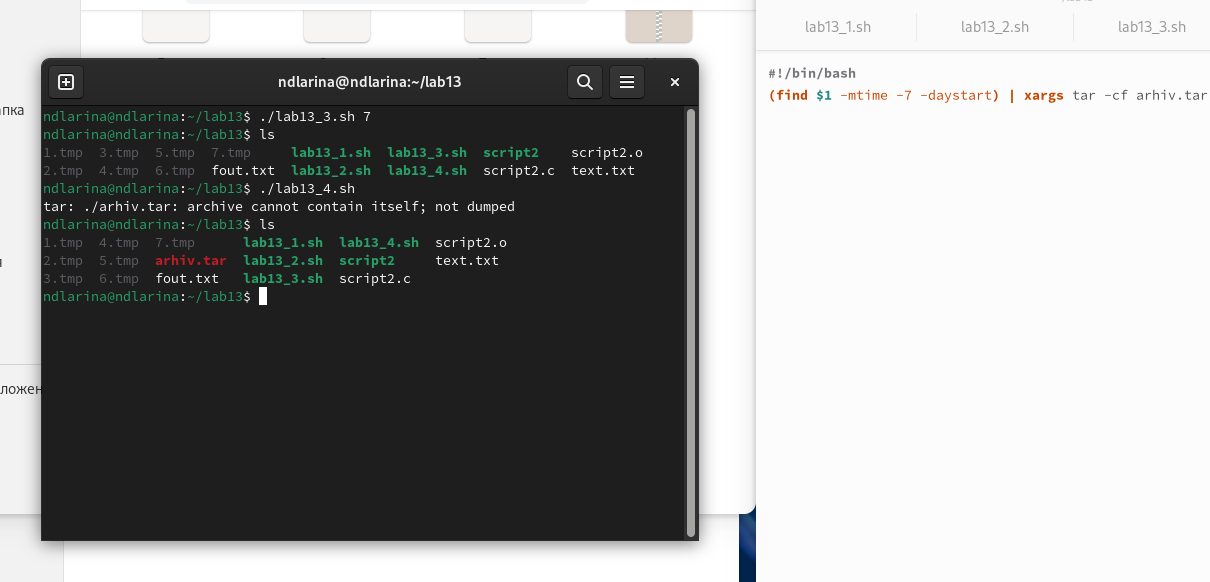 lab13_1.sh lab13_2.sh lab13_3.sh
#!/bin/bash
(find $1 -mtime -7 -daystart) | xargs tar -cf arhiv.tar
ndlarina@ndlarina:~/lab13
ndlarina@ndlarina:~/lab13$ ./lab13_3.sh 7
ndlarina@ndlarina:~/lab13$ ls
1.tmp 3.tmp 5.tmp 7.tmp lab13_1.sh lab13_3.sh script2 script2.o
2.tmp 4.tmp 6.tmp fout.txt lab13_2.sh lab13_4.sh script2.c text.txt
ndlarina@ndlarina:~/lab13$ ./lab13_4.sh
tar: ./arhiv.tar: archive cannot contain itself; not dumped
ndlarina@ndlarina:~/lab13$ ls
1.tmp 4.tmp 7.tmp lab13_1.sh lab13_4.sh script2.o
2.tmp 5.tmp arhiv.tar lab13_2.sh script2 text.txt
3.tmp 6.tmp fout.txt lab13_3.sh script2.c
ndlarina@ndlarina:~/lab13$